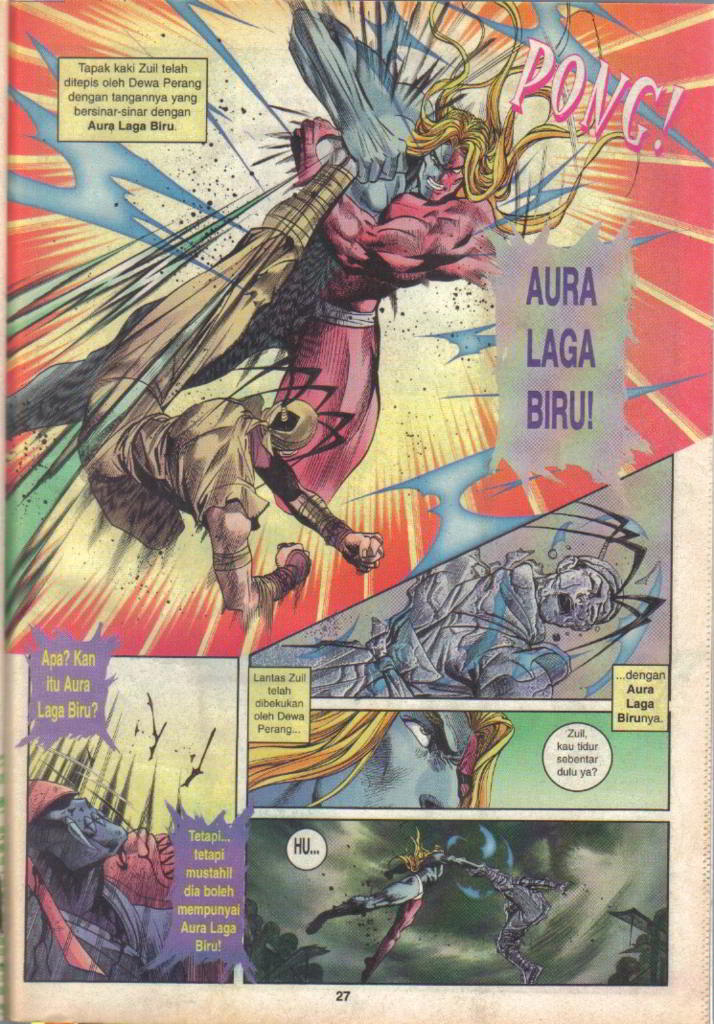 Tapak kaki Zuil telah
ditepis oleh Dewa Perang
dengan tangannya yang
bersinar-sinar dengan
Aura Laga Biru.
PONG!
AURA
LAGA
BIRU!
Lantas Zuil
telah
dibekukan
oleh Dewa
Perang...
...dengan
Aura
Laga
Birunya.
Apa? Kan
itu Aura
Laga Biru?
Tetapi...
tetapi
mustahil
dia boleh
mempunyai
Aura Laga
Biru!
Zuil,
kau tidur
sebentar
dulu ya?
HU...
27